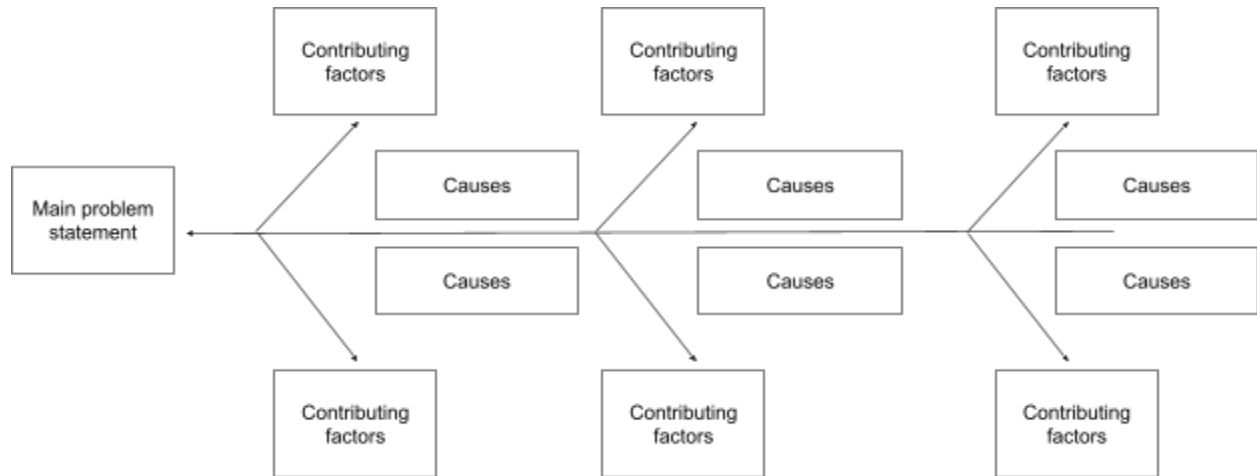 Contributing
factors
Contributing
factors
Contributing
factors
Causes
Causes
Causes
Main problem
statement
Causes
Causes
Causes
Contributing
factors
Contributing
factors
Contributing
factors